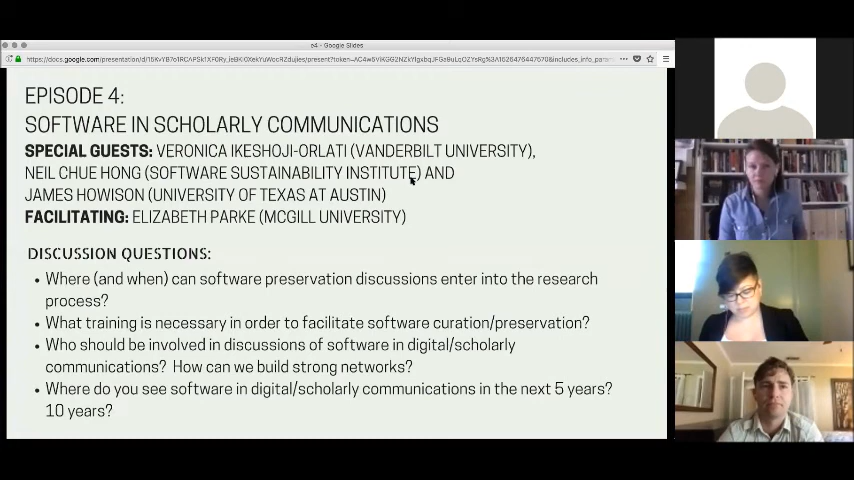 e4 - Google Slides
EPISODE 4:
SOFTWARE IN SCHOLARLY COMMUNICATIONS
SPECIAL GUESTS: VERONICA IKESHOJI-ORLATI (VANDERBILT UNIVERSITY),
NEIL CHUE HONG (SOFTWARE SUSTAINABILITY INSTITUTE) AND
JAMES HOWISON (UNIVERSITY OF TEXAS AT AUSTIN)
FACILITATING: ELIZABETH PARKE (MCGILL UNIVERSITY)
DISCUSSION QUESTIONS:
• Where (and when) can software preservation discussions enter into the research
process?
• What training is necessary in order to facilitate software curation/preservation?
• Who should be involved in discussions of software in digital/scholarly
communications? How can we build strong networks?
• Where do you see software in digital/scholarly communications in the next 5 years?
10 years?